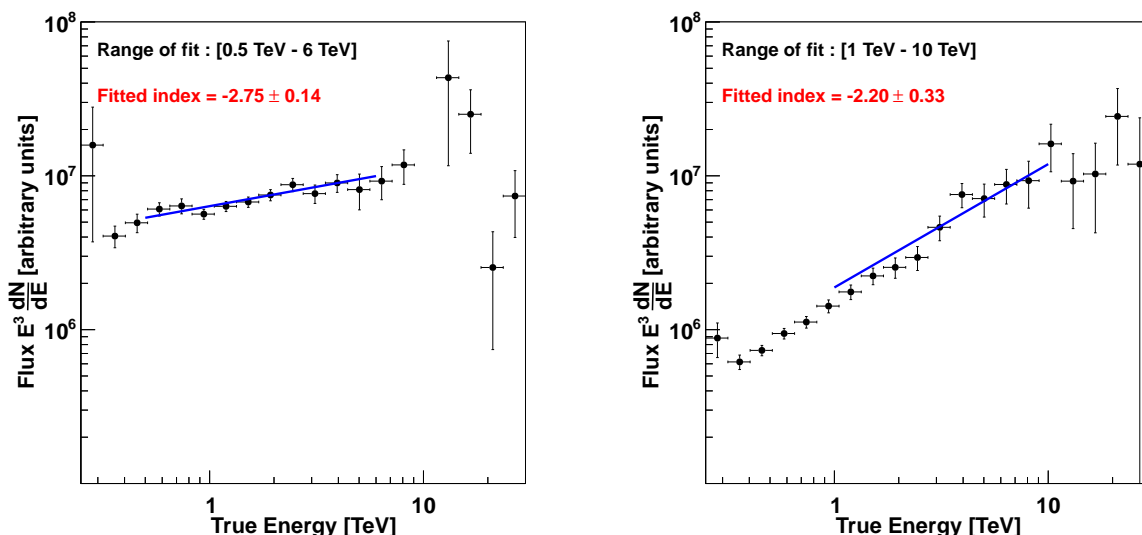 Range of fit : [0.5 TeV - 6 TeV]
Fitted index = -2.75 ± 0.14
Flux E³ dN/dE [arbitrary units]
10⁸
10⁷
10⁶
1
10
True Energy [TeV]
Range of fit : [1 TeV - 10 TeV]
Fitted index = -2.20 ± 0.33
Flux E³ dN/dE [arbitrary units]
10⁸
10⁷
10⁶
1
10
True Energy [TeV]